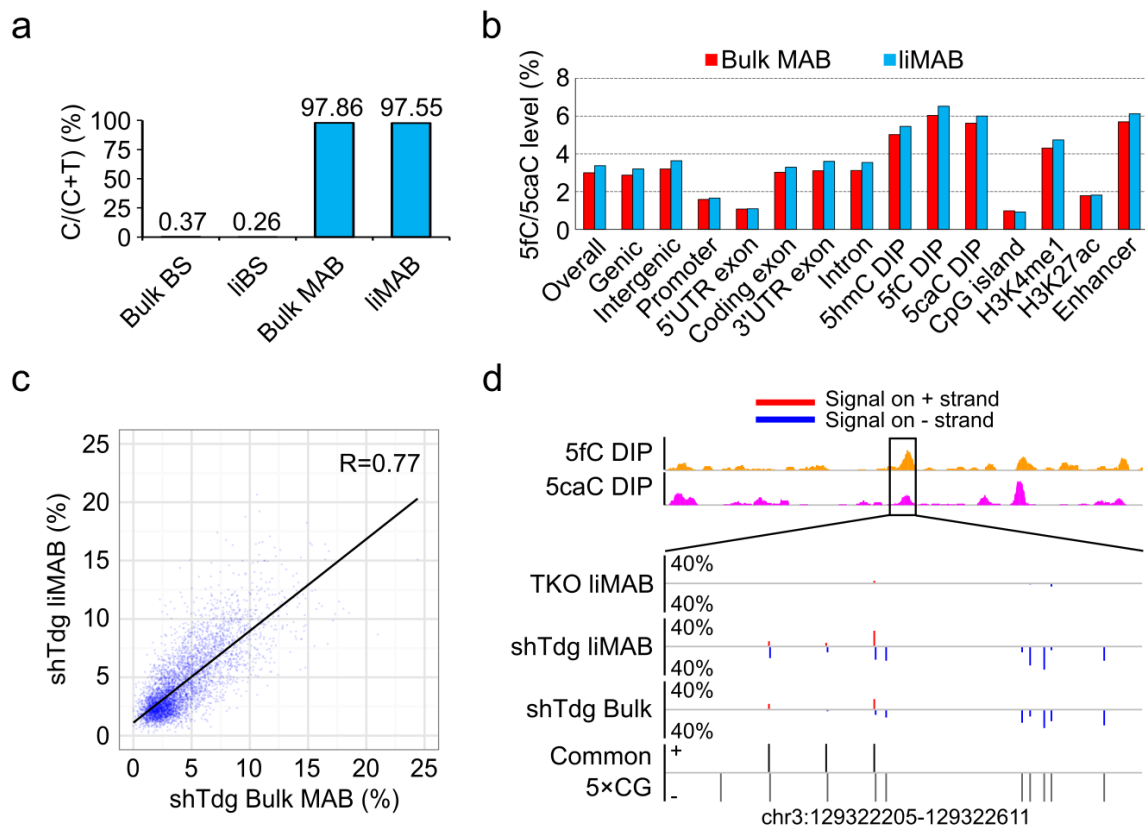 a
C/(C+T) (%)
100
75
50
25
0
0.37
0.26
97.86
97.55
Bulk BS
liBS
Bulk MAB
liMAB
b
Bulk MAB
liMAB
5fC/5caC level (%)
8
6
4
2
0
Overall
Genic
Intergenic
Promoter
5'UTR exon
Coding exon
3'UTR exon
Intron
5hmC DIP
5fC DIP
5caC DIP
CpG island
H3K4me1
H3K27ac
Enhancer
c
shTdg liMAB (%)
25
20
15
10
5
0
R=0.77
0 5 10 15 20 25
shTdg Bulk MAB (%)
d
Signal on + strand
Signal on - strand
5fC DIP
5caC DIP
TKO liMAB
40%
40%
shTdg liMAB
40%
40%
shTdg Bulk
40%
40%
Common
5×CG
+
-
chr3:129322205-129322611